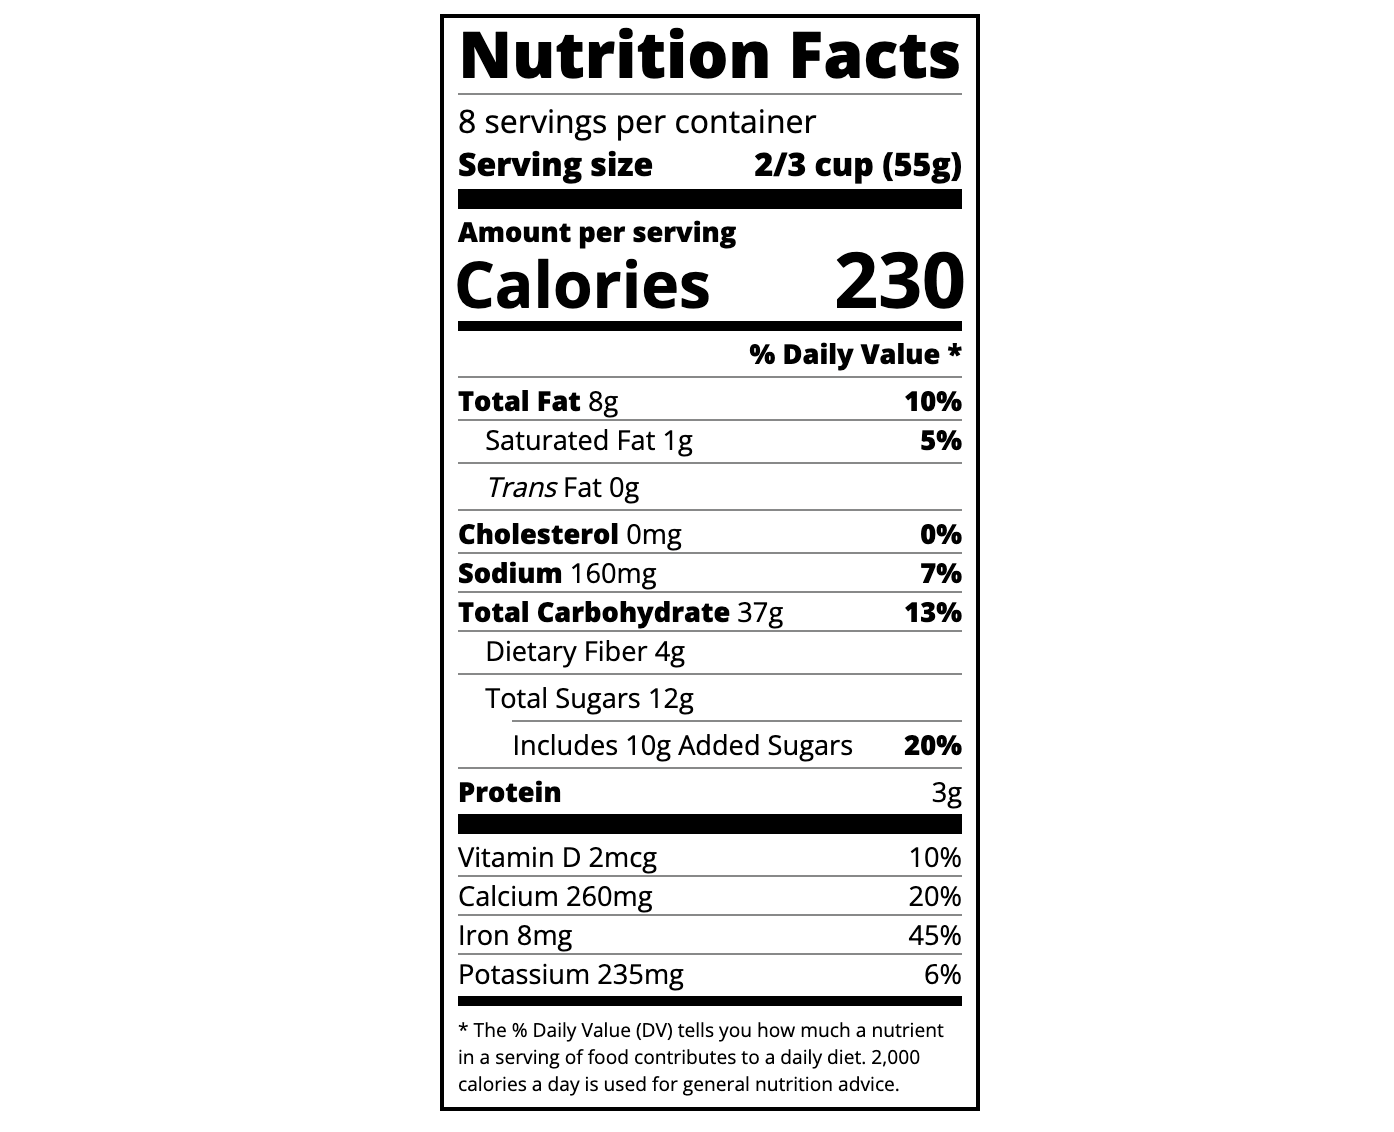 Nutrition Facts
8 servings per container
Serving size 2/3 cup (55g)
Amount per serving
Calories 230
% Daily Value *
Total Fat 8g 10%
Saturated Fat 1g 5%
Trans Fat 0g
Cholesterol 0mg 0%
Sodium 160mg 7%
Total Carbohydrate 37g 13%
Dietary Fiber 4g
Total Sugars 12g
Includes 10g Added Sugars 20%
Protein 3g
Vitamin D 2mcg 10%
Calcium 260mg 20%
Iron 8mg 45%
Potassium 235mg 6%
* The % Daily Value (DV) tells you how much a nutrient
in a serving of food contributes to a daily diet. 2,000
calories a day is used for general nutrition advice.